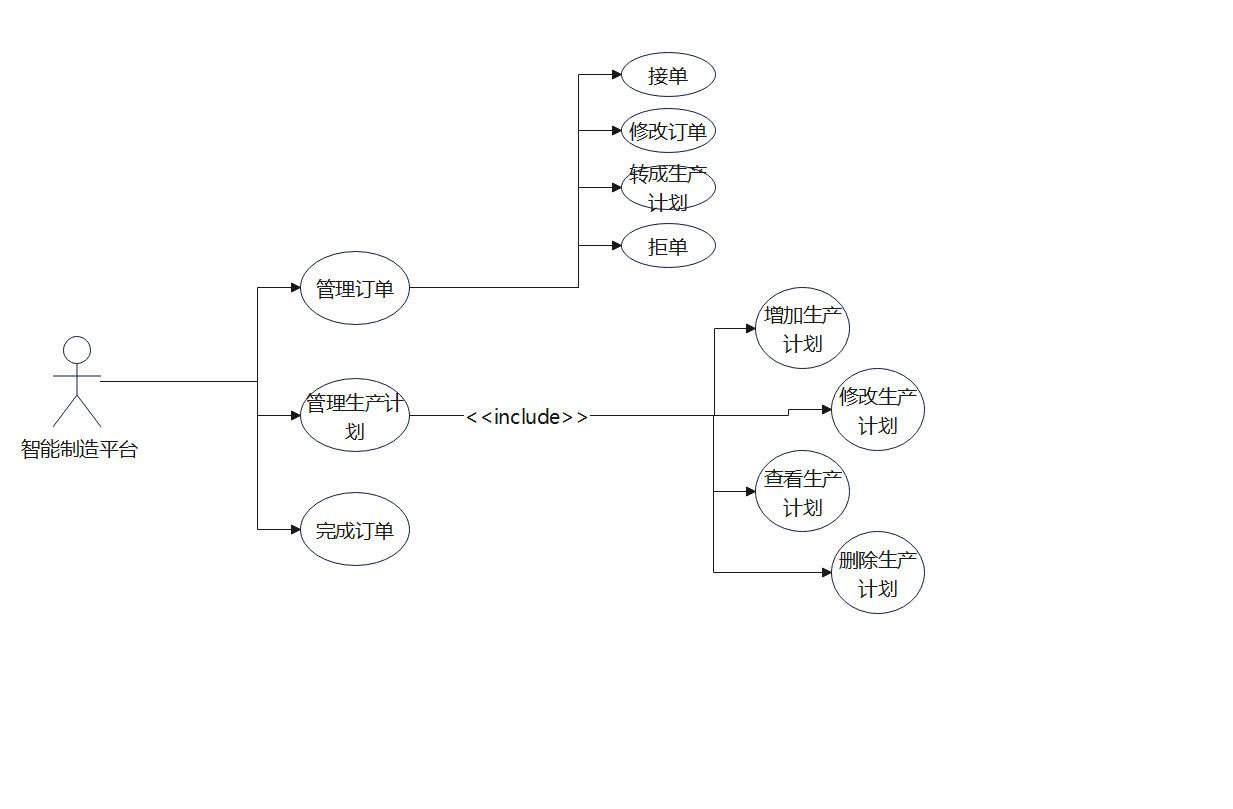 接单
修改订单
转成生产
计划
拒单
管理订单
增加生产
计划
修改生产
计划
管理生产计
划
<<include>>
查看生产
计划
智能制造平台
完成订单
删除生产
计划